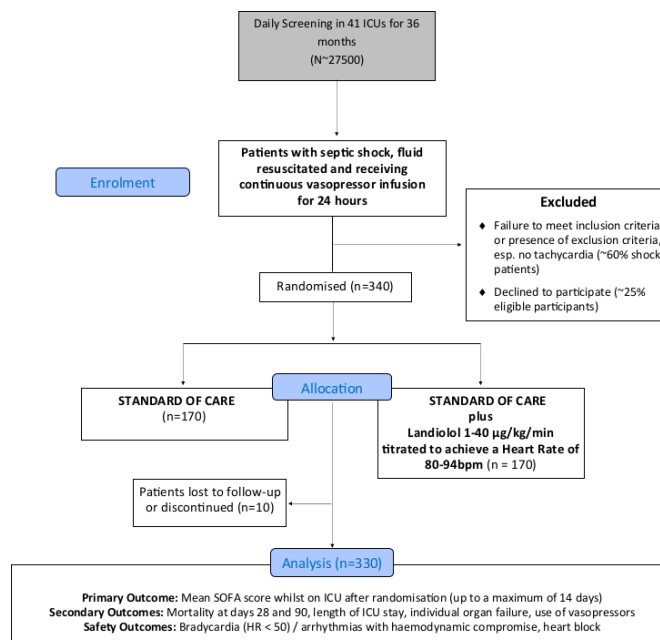 Daily Screening in 41 ICUs for 36
months
(N~27500)
Patients with septic shock, fluid
resuscitated and receiving
continuous vasopressor infusion
for 24 hours
Enrolment
Excluded
♦ Failure to meet inclusion criteria
or presence of exclusion criteria,
esp. no tachycardia (~60% shock
patients)
♦ Declined to participate (~25%
eligible participants)
Randomised (n=340)
Allocation
STANDARD OF CARE
(n=170)
STANDARD OF CARE
plus
Landiolol 1-40 µg/kg/min
titrated to achieve a Heart Rate of
80-94bpm (n = 170)
Patients lost to follow-up
or discontinued (n=10)
Analysis (n=330)
Primary Outcome: Mean SOFA score whilst on ICU after randomisation (up to a maximum of 14 days)
Secondary Outcomes: Mortality at days 28 and 90, length of ICU stay, individual organ failure, use of vasopressors
Safety Outcomes: Bradycardia (HR < 50) / arrhythmias with haemodynamic compromise, heart block